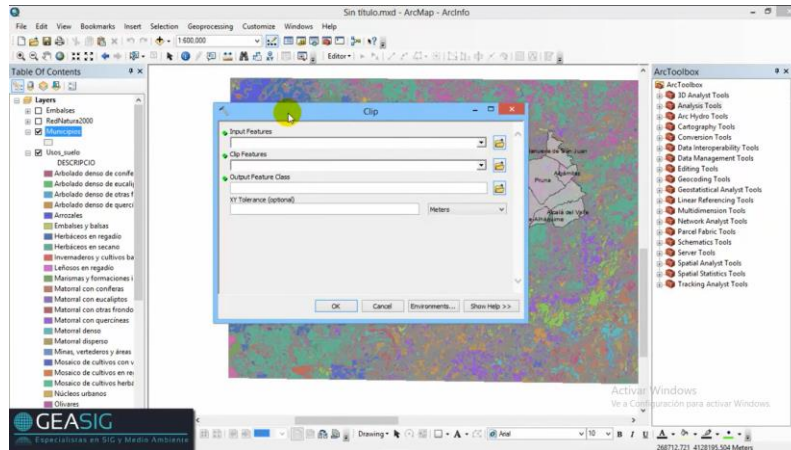 Sin título.mxd - ArcMap - ArcInfo
File Edit View Bookmarks Insert Selection Geoprocessing Customize Windows Help
1:600.000
Editor
Table Of Contents
ArcToolbox
Layers
Embalses
RedNatura2000
Municipios
Usos_suelo
DESCRIPCIO
Arbolado denso de conife
Arbolado denso de eucalip
Arbolado denso de otras f
Arbolado denso de querci
Arrozales
Embalses y balsas
Herbáceos en regadío
Herbáceos en secano
Invernaderos y cultivos ba
Leñosos en regadío
Marismas y formaciones i
Matorral con coníferas
Matorral con eucaliptos
Matorral con otras frondo
Matorral con quercíneas
Matorral denso
Matorral disperso
Minas, vertederos y áreas
Mosaico de cultivos con v
Mosaico de cultivos en re
Mosaico de cultivos herbá
Núcleos urbanos
Olivares
Clip
Input Features
Clip Features
Output Feature Class
XY Tolerance (optional)
Meters
OK
Cancel
Environments...
Show Help >>
Pruna
ArcToolbox
3D Analyst Tools
Analysis Tools
Arc Hydro Tools
Cartography Tools
Conversion Tools
Data Interoperability Tools
Data Management Tools
Editing Tools
Geocoding Tools
Geostatistical Analyst Tools
Linear Referencing Tools
Multidimension Tools
Network Analyst Tools
Parcel Fabric Tools
Schematics Tools
Server Tools
Spatial Analyst Tools
Spatial Statistics Tools
Tracking Analyst Tools
Activar Windows
Ve a Configuración para activar Windows.
GEASIG
Especialistas en SIG y Medio Ambiente
Drawing
Arial
10
B I U
268712,721 4128195,504 Meters